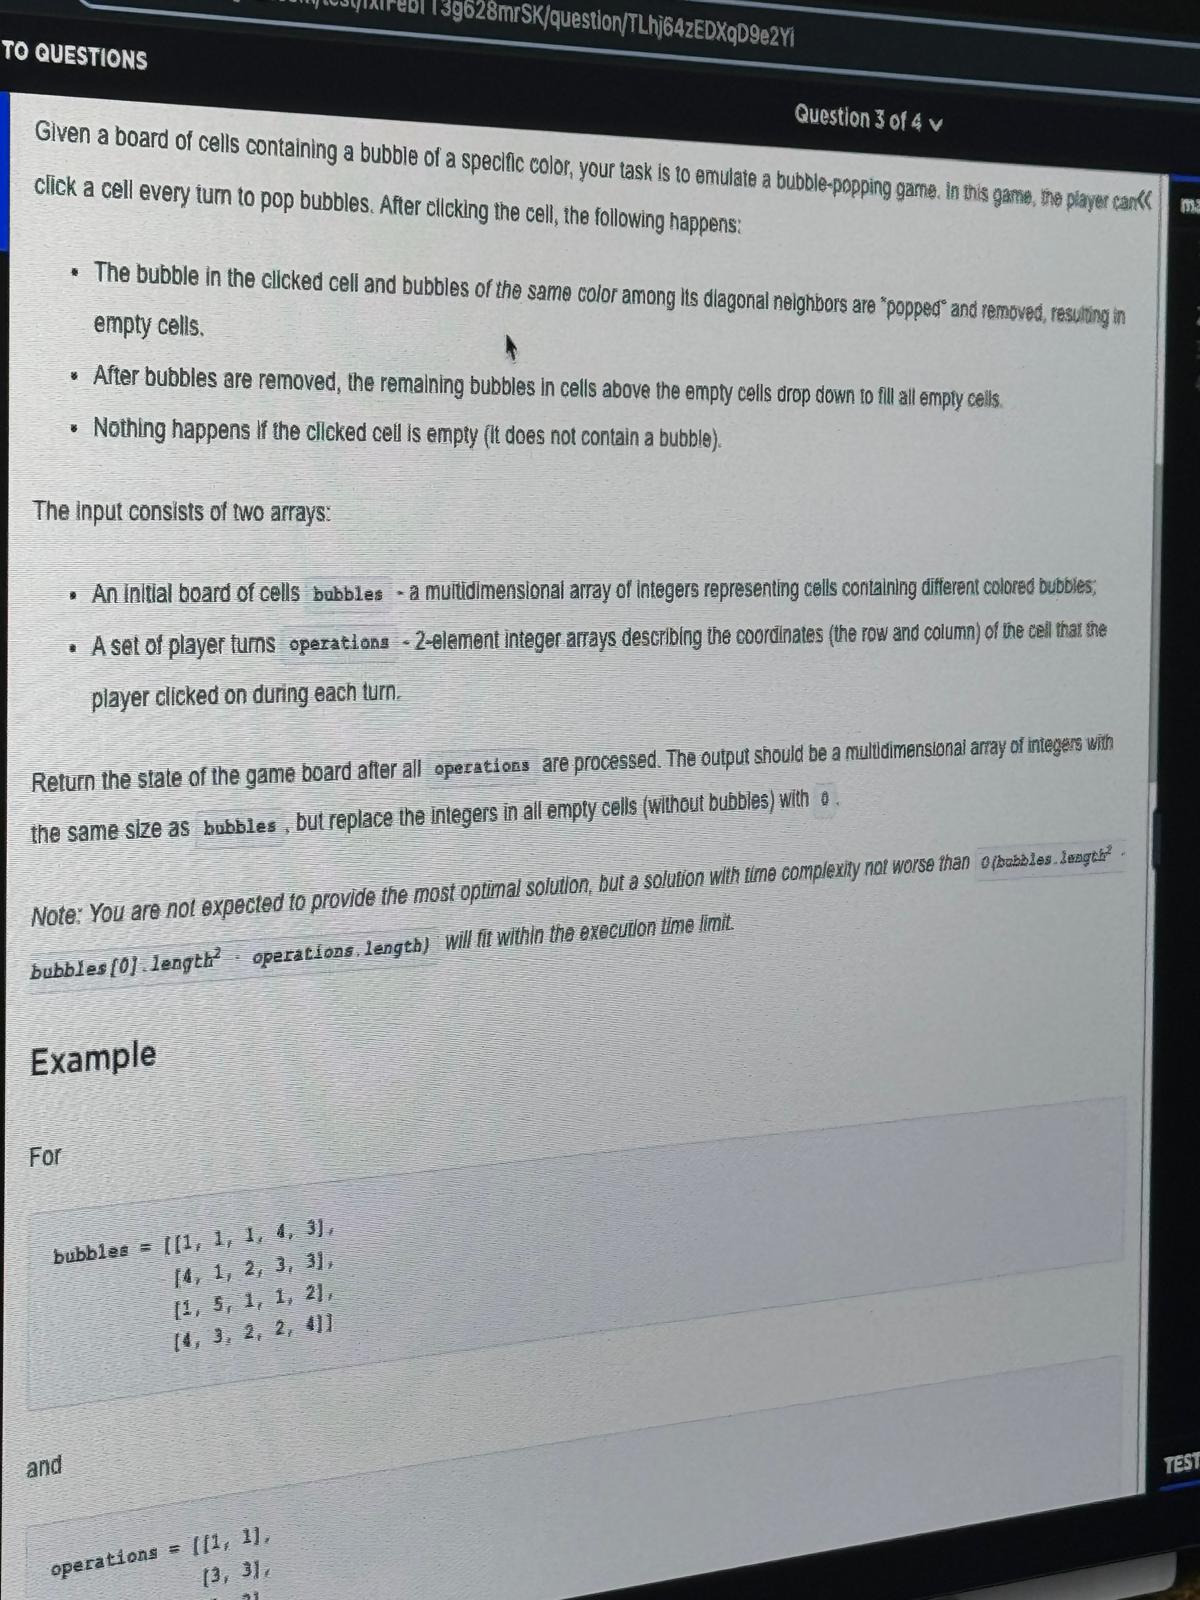 TO QUESTIONS
Question 3 of 4
Given a board of cells containing a bubble of a specific color, your task is to emulate a bubble-popping game. In this game, the player can
click a cell every turn to pop bubbles. After clicking the cell, the following happens:
• The bubble in the clicked cell and bubbles of the same color among its diagonal neighbors are "popped" and removed, resulting in
empty cells.
• After bubbles are removed, the remaining bubbles in cells above the empty cells drop down to fill all empty cells.
• Nothing happens if the clicked cell is empty (it does not contain a bubble).
The input consists of two arrays:
• An initial board of cells bubbles - a multidimensional array of integers representing cells containing different colored bubbles;
• A set of player turns operations - 2-element integer arrays describing the coordinates (the row and column) of the cell that the
player clicked on during each turn.
Return the state of the game board after all operations are processed. The output should be a multidimensional array of integers with
the same size as bubbles, but replace the integers in all empty cells (without bubbles) with 0.
Note: You are not expected to provide the most optimal solution, but a solution with time complexity not worse than O(bubbles.length² ·
bubbles[0].length² · operations.length) will fit within the execution time limit.
Example
For
bubbles = [[1, 1, 1, 4, 3],
[4, 1, 2, 3, 3],
[1, 5, 1, 1, 2],
[4, 3, 2, 2, 4]]
and
operations = [[1, 1],
[3, 3],
TEST